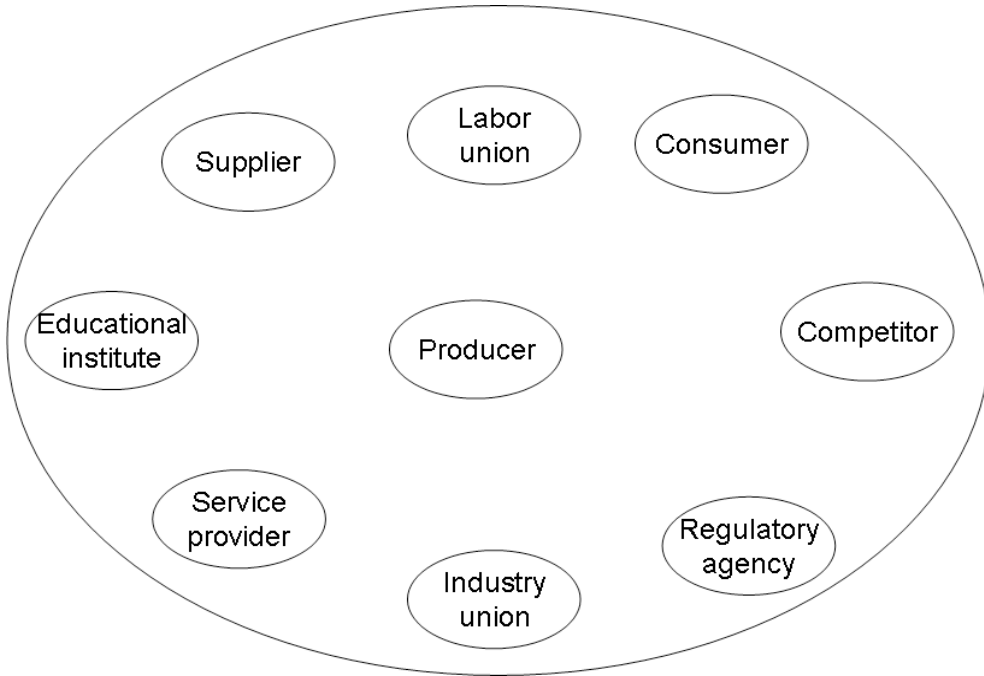 Labor
union
Consumer
Supplier
Educational
institute
Producer
Competitor
Service
provider
Regulatory
agency
Industry
union